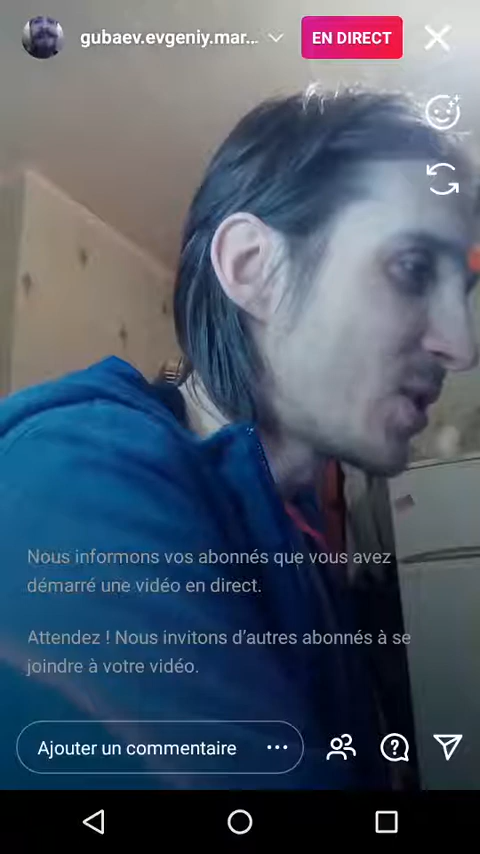 gubaev.evgeniy.mar... EN DIRECT
Nous informons vos abonnés que vous avez
démarré une vidéo en direct.
Attendez ! Nous invitons d’autres abonnés à se
joindre à votre vidéo.
Ajouter un commentaire